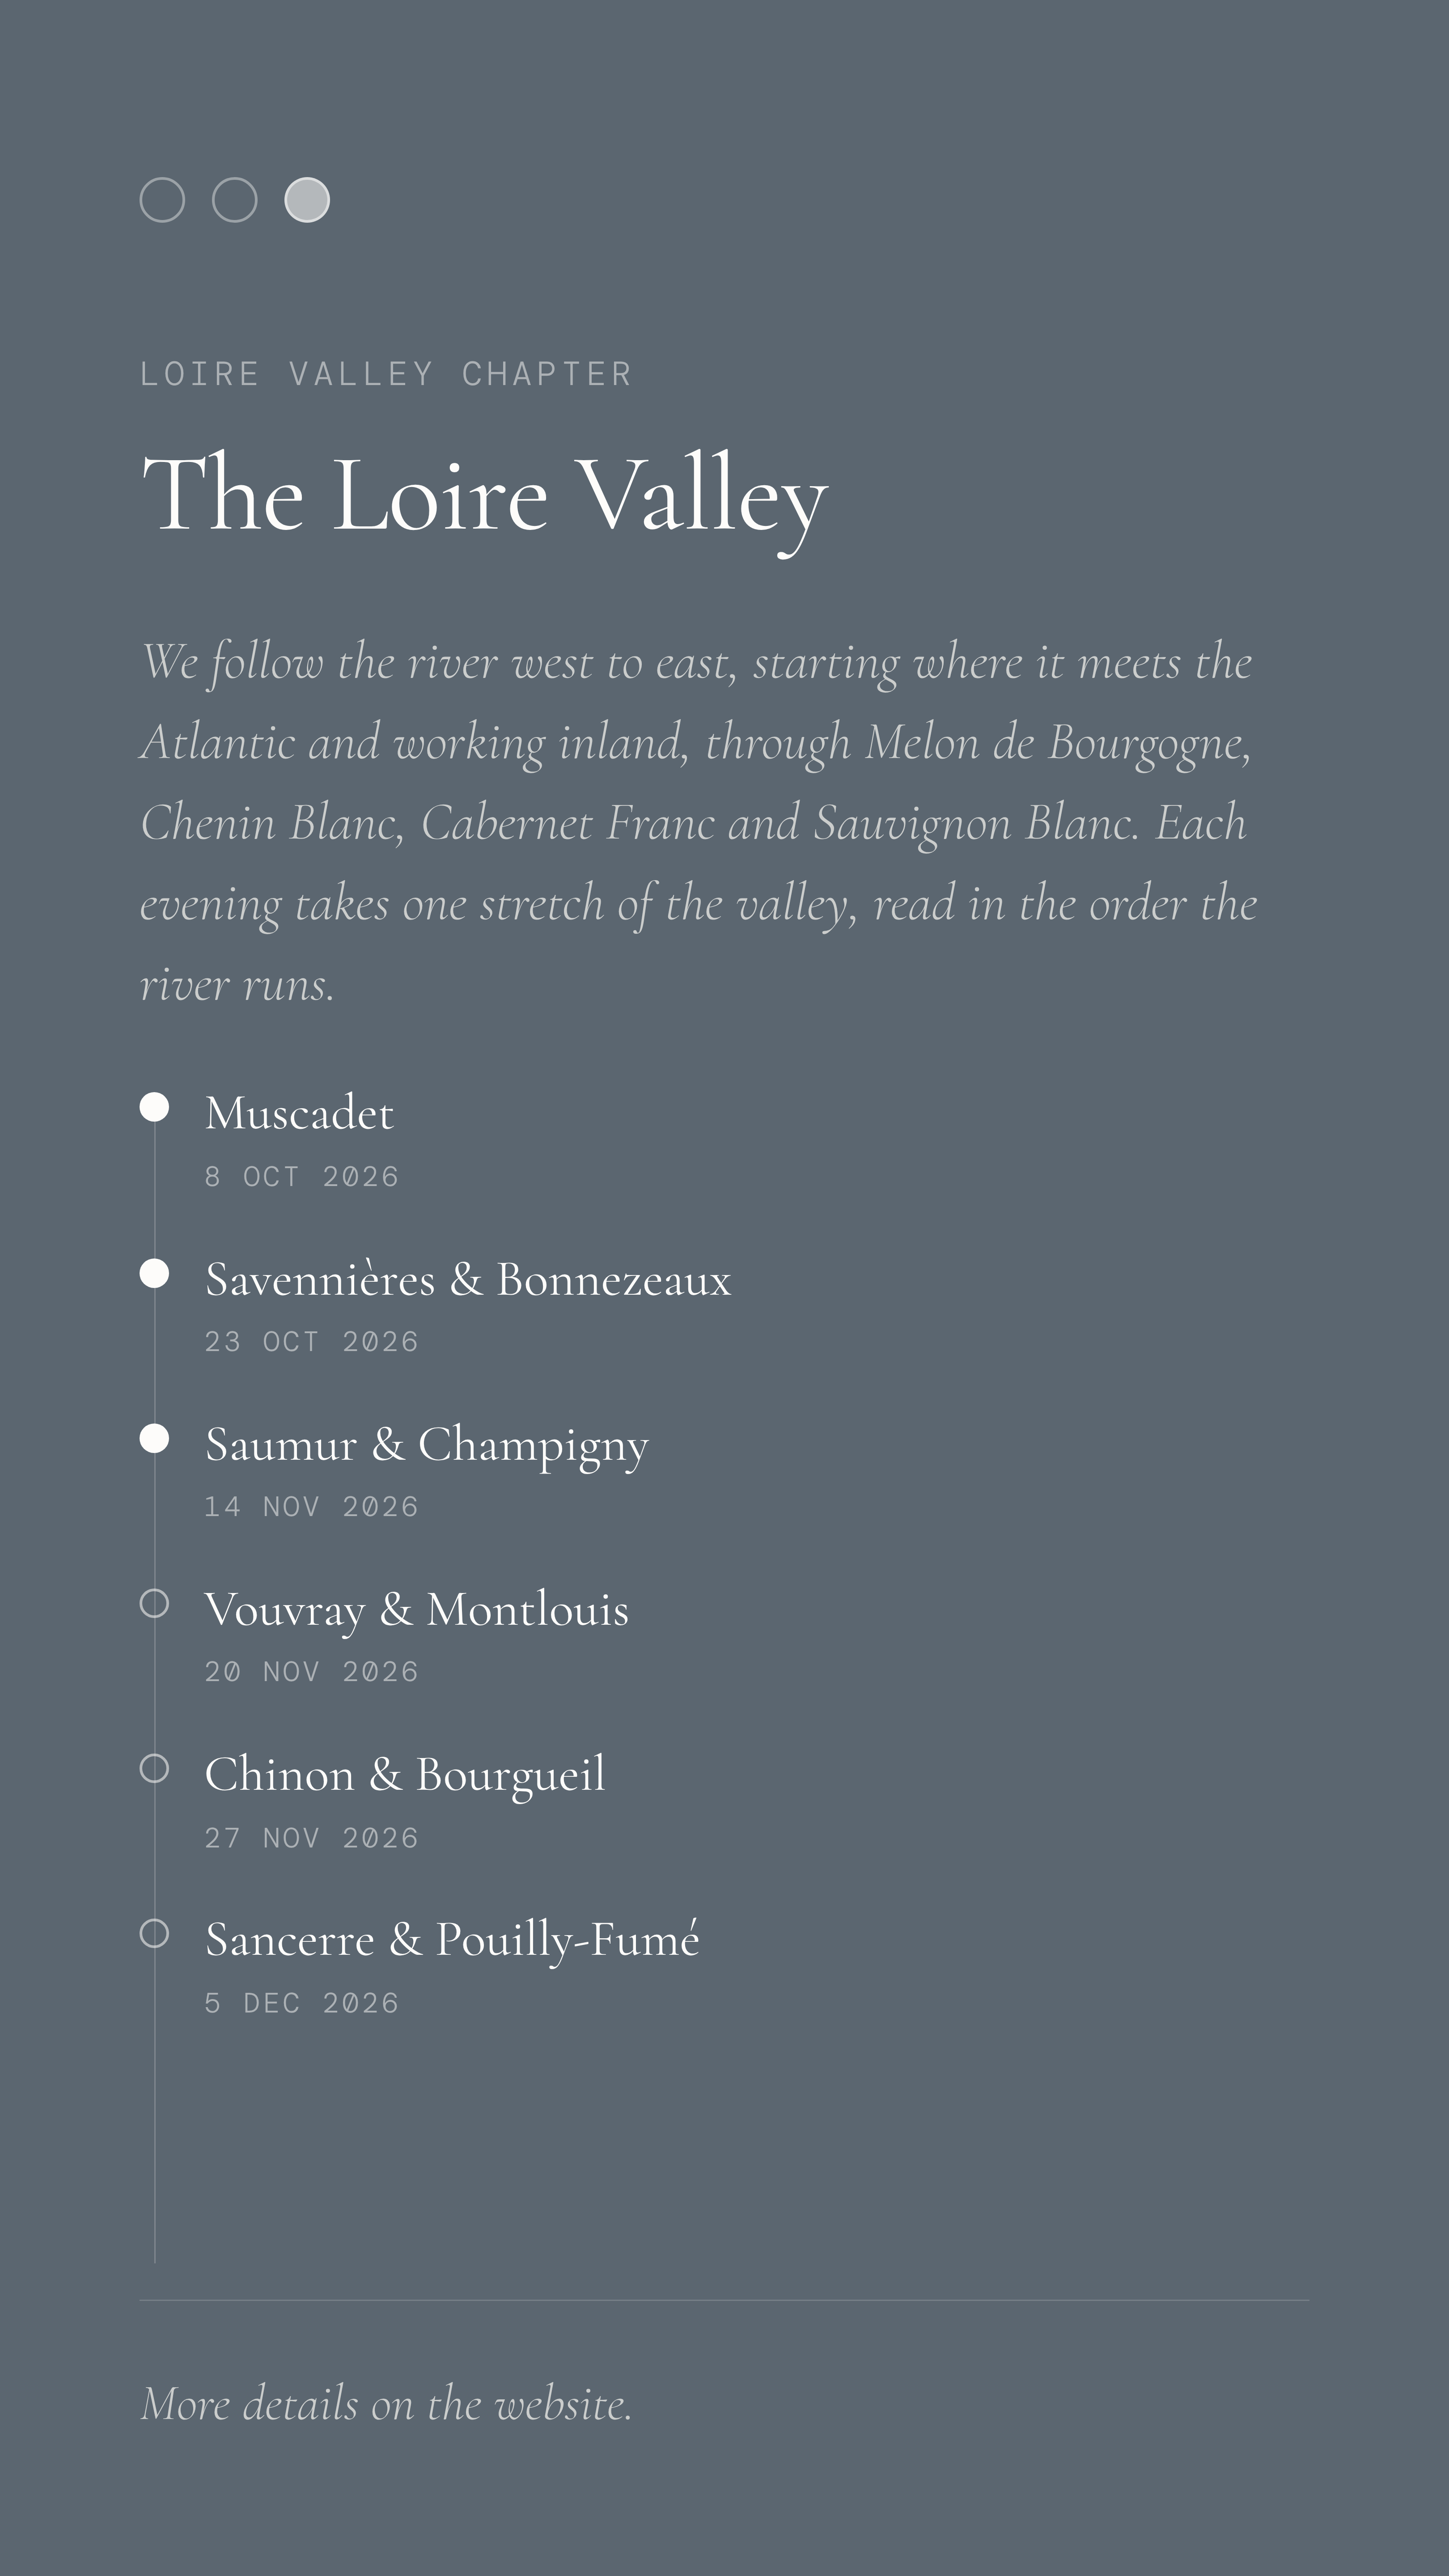 LOIRE VALLEY CHAPTER
The Loire Valley
We follow the river west to east, starting where it meets the
Atlantic and working inland, through Melon de Bourgogne,
Chenin Blanc, Cabernet Franc and Sauvignon Blanc. Each
evening takes one stretch of the valley, read in the order the
river runs.
Muscadet
8 OCT 2026
Savennières & Bonnezeaux
23 OCT 2026
Saumur & Champigny
14 NOV 2026
Vouvray & Montlouis
20 NOV 2026
Chinon & Bourgueil
27 NOV 2026
Sancerre & Pouilly-Fumé
5 DEC 2026
More details on the website.